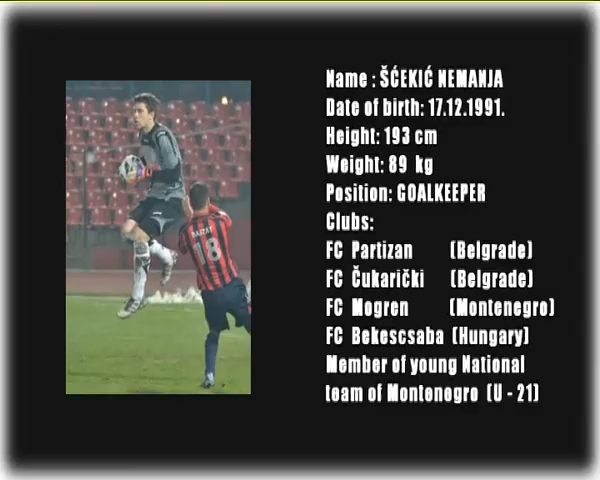 Name : ŠĆEKIĆ NEMANJA
Date of birth: 17.12.1991.
Height: 193 cm
Weight: 89 kg
Position: GOALKEEPER
Clubs:
FC Partizan (Belgrade)
FC Čukarički (Belgrade)
FC Mogren (Montenegro)
FC Bekescsaba (Hungary)
Member of young National
team of Montenegro (U - 21)
18